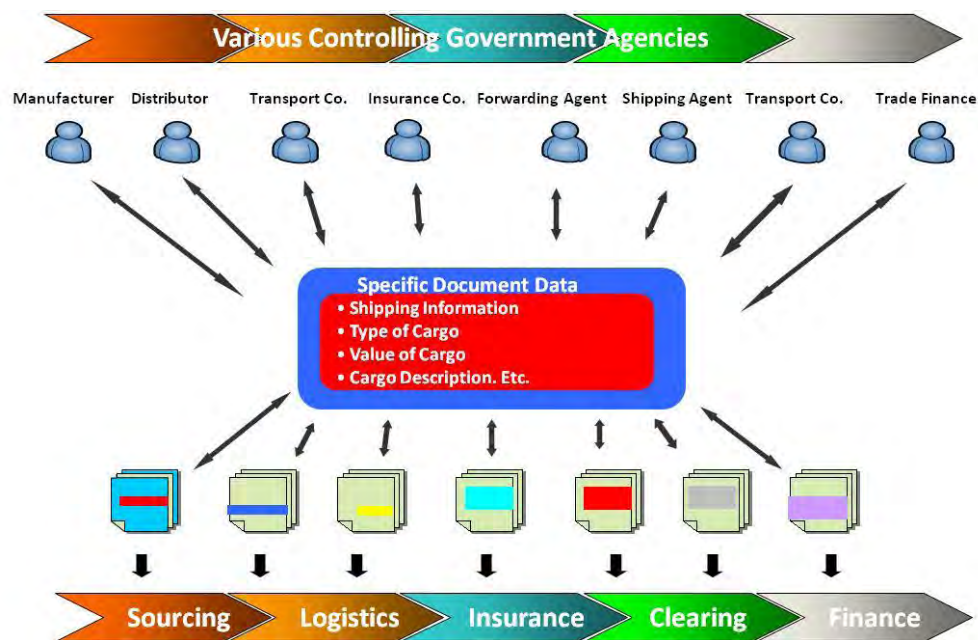 Various Controlling Government Agencies
Manufacturer Distributor Transport Co. Insurance Co. Forwarding Agent Shipping Agent Transport Co. Trade Finance
Specific Document Data
• Shipping Information
• Type of Cargo
• Value of Cargo
• Cargo Description. Etc.
Sourcing Logistics Insurance Clearing Finance